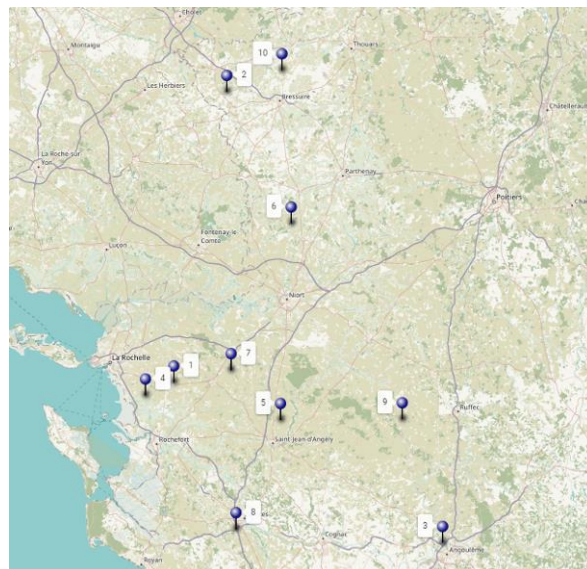 Cholet
Montaigu
Thouars
10
2
Les Herbiers
Bressuire
Châtellerault
La Roche-sur-
Yon
Parthenay
Poitiers
6
Fontenay-le-
Comte
Luçon
Niort
La Rochelle
7
1
4
5
9
Ruffec
Rochefort
Saint-Jean-d'Angély
8
3
Cognac
Royan
Angoulême